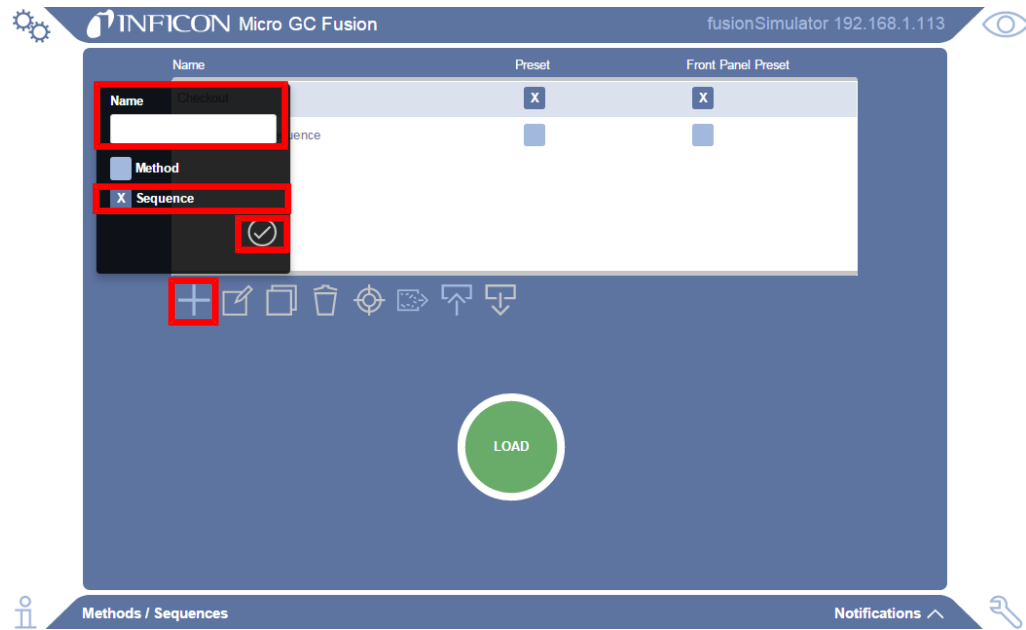 INFICON Micro GC Fusion
fusionSimulator 192.168.1.113
Name Preset Front Panel Preset
Name
Checkout X X
uence
Method
X Sequence
LOAD
Methods / Sequences
Notifications